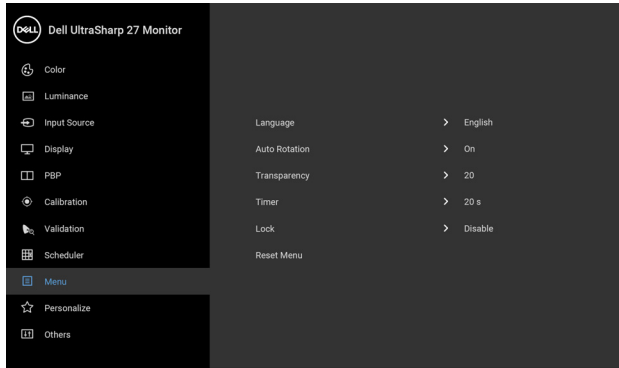 DELL Dell UltraSharp 27 Monitor
Color
Luminance
Input Source
Display
PBP
Calibration
Validation
Scheduler
Menu
Personalize
Others
Language English
Auto Rotation On
Transparency 20
Timer 20 s
Lock Disable
Reset Menu